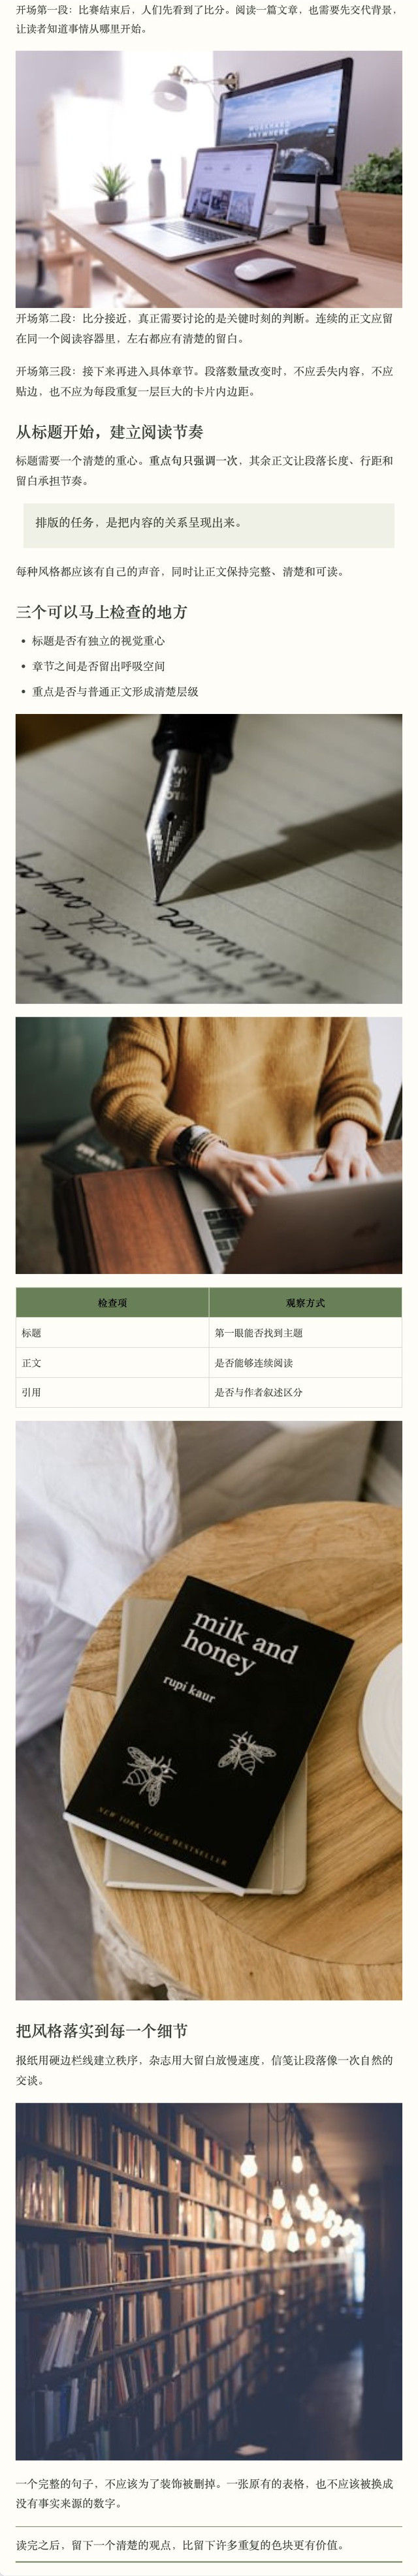 开场第一段：比赛结束后，人们先看到了比分。阅读一篇文章，也需要先交代背景，
让读者知道事情从哪里开始。
开场第二段：比分接近，真正需要讨论的是关键时刻的判断。连续的正文应留
在同一个阅读容器里，左右都应有清楚的留白。
开场第三段：接下来再进入具体章节。段落数量改变时，不应丢失内容，不应
贴边，也不应为每段重复一层巨大的卡片内边距。
从标题开始，建立阅读节奏
标题需要一个清楚的重心。重点句只强调一次，其余正文让段落长度、行距和
留白承担节奏。
排版的任务，是把内容的关系呈现出来。
每种风格都应该有自己的声音，同时让正文保持完整、清楚和可读。
三个可以马上检查的地方
• 标题是否有独立的视觉重心
• 章节之间是否留出呼吸空间
• 重点是否与普通正文形成清楚层级
检查项 观察方式
标题 第一眼能否找到主题
正文 是否能够连续阅读
引用 是否与作者叙述区分
milk and
honey
rupi kaur
NEW YORK TIMES BESTSELLER
把风格落实到每一个细节
报纸用硬边栏线建立秩序，杂志用大留白放慢速度，信笺让段落像一次自然的
交谈。
一个完整的句子，不应该为了装饰被删掉。一张原有的表格，也不应该被换成
没有事实来源的数字。
读完之后，留下一个清楚的观点，比留下许多重复的色块更有价值。